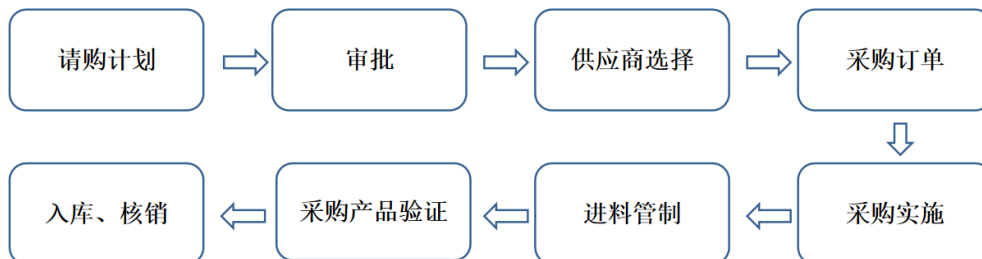 请购计划
审批
供应商选择
采购订单
采购实施
进料管制
采购产品验证
入库、核销